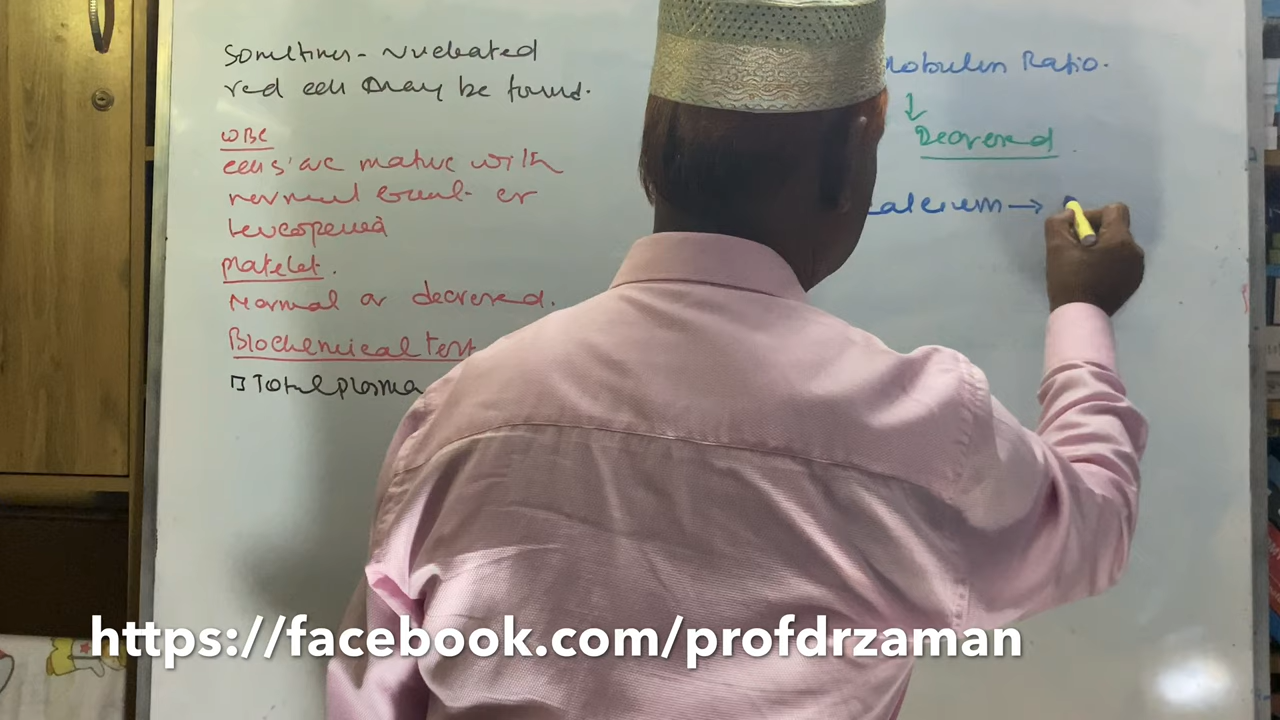 Sometimes - Nucleated
red cell may be found.
WBC
cells are mature with
normal count or
leucopenia
Platelet.
Normal or decreased.
Biochemical Test
Total plasma
lobulin Ratio.
↓
Decreased
calcium →
https://facebook.com/profdrzaman